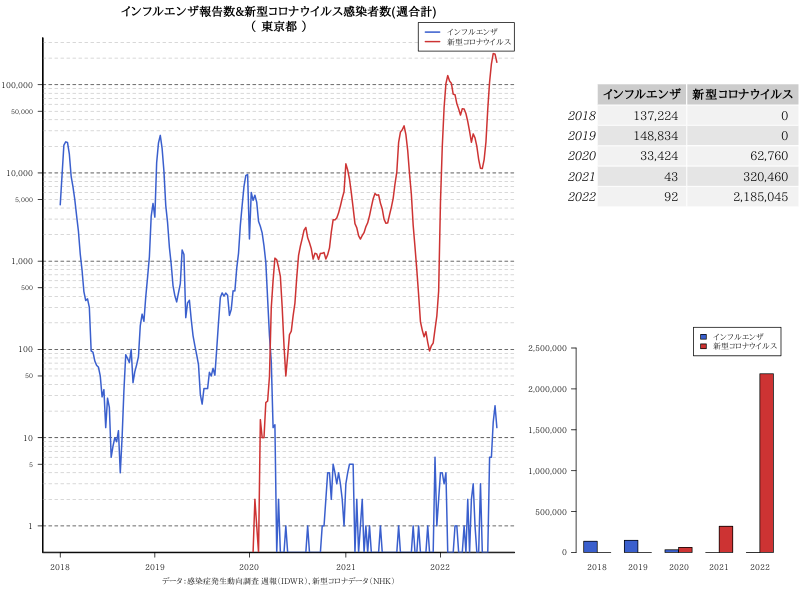 インフルエンザ報告数&新型コロナウイルス感染者数(週合計)
( 東京都 )
インフルエンザ
新型コロナウイルス
100,000
50,000
10,000
5,000
1,000
500
100
50
10
5
1
2018 2019 2020 2021 2022
データ:感染症発生動向調査 週報(IDWR)、新型コロナデータ(NHK)
インフルエンザ 新型コロナウイルス
2018 137,224 0
2019 148,834 0
2020 33,424 62,760
2021 43 320,460
2022 92 2,185,045
インフルエンザ
新型コロナウイルス
2,500,000
2,000,000
1,500,000
1,000,000
500,000
0
2018 2019 2020 2021 2022